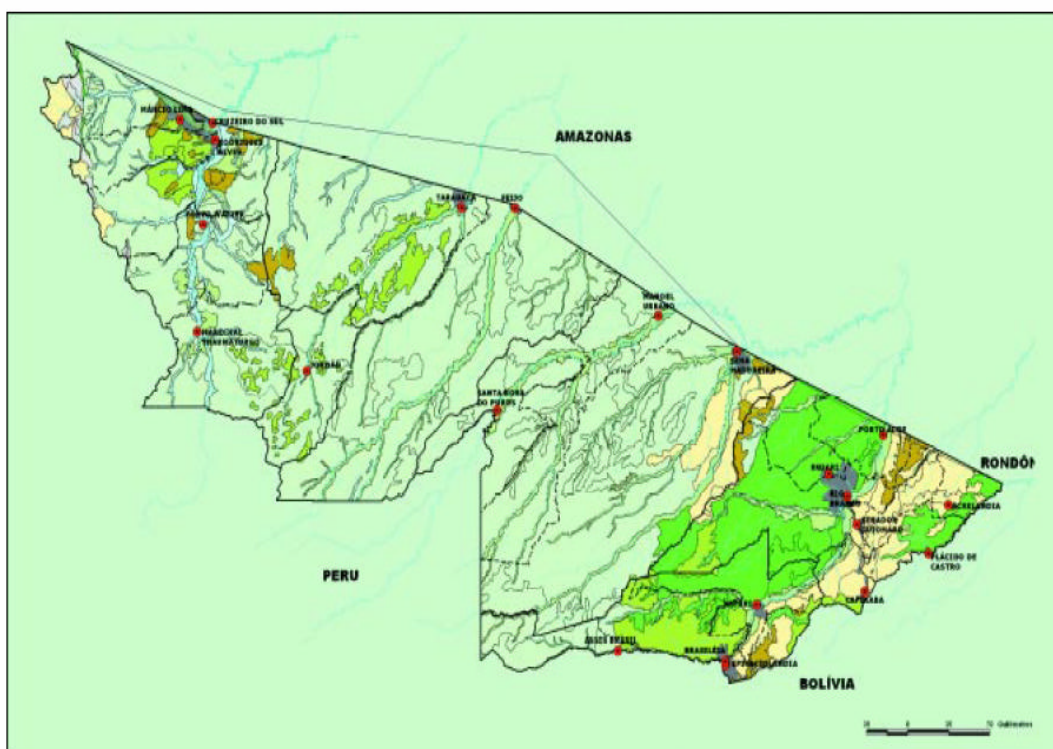 AMAZONAS
MÂNCIO LIMA
CRUZEIRO DO SUL
RODRIGUES
ALVES
PORTO WALTER
TARAUACÁ
FEIJÓ
MANOEL
URBANO
MARECHAL
THAUMATURGO
JORDÃO
SENA
MADUREIRA
SANTA ROSA
DO PURUS
PORTO ACRE
RONDÔN
BUJARI
RIO
BRANCO
ACRELÂNDIA
SENADOR
GUIOMARD
PLÁCIDO DE
CASTRO
PERU
CAPIXABA
XAPURI
ASSIS BRASIL
BRASILÉIA
EPITACIOLÂNDIA
BOLÍVIA